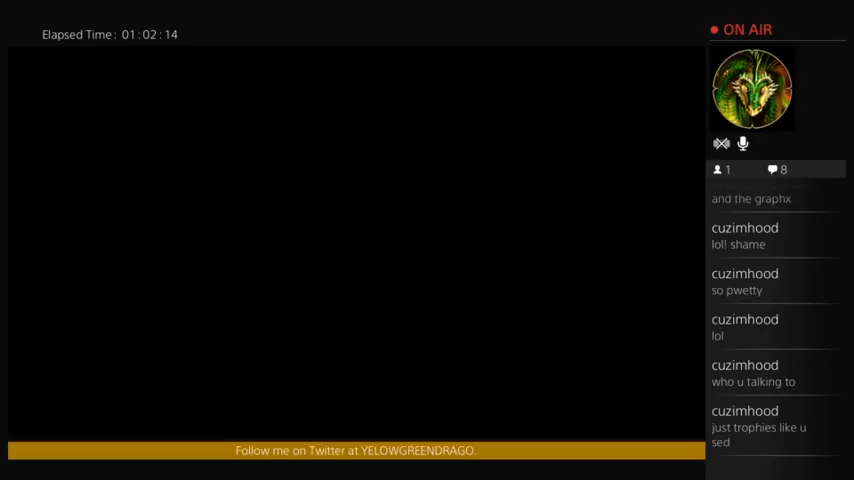 Elapsed Time: 01:02:14
ON AIR
1
8
and the graphx
cuzimhood
lol! shame
cuzimhood
so pwetty
cuzimhood
lol
cuzimhood
who u talking to
cuzimhood
just trophies like u
sed
Follow me on Twitter at YELOWGREENDRAGO.